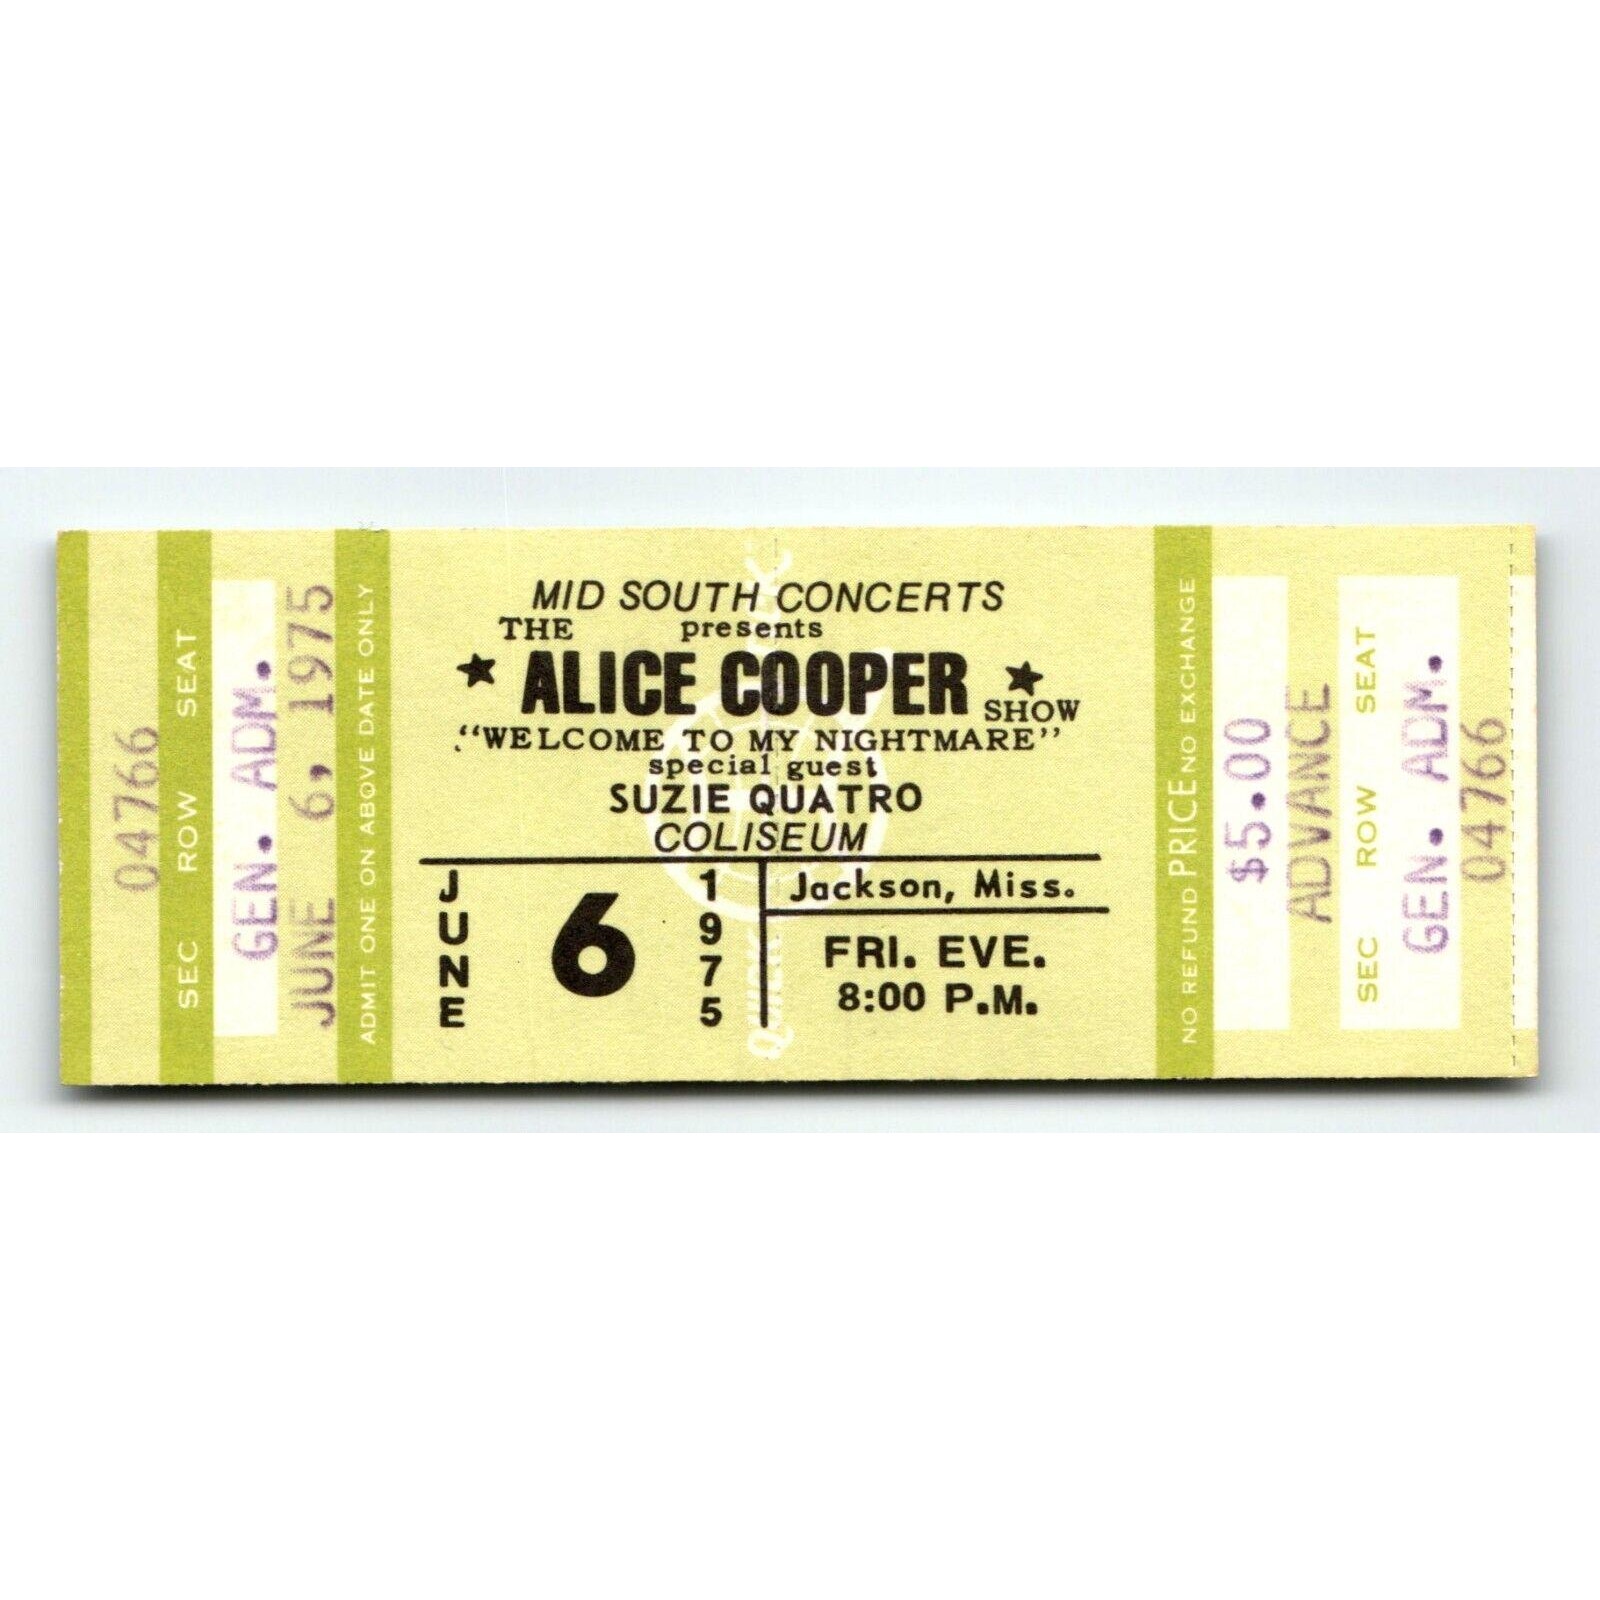 04766
SEC ROW SEAT
GEN. ADM.
JUNE 6, 1975
ADMIT ONE ON ABOVE DATE ONLY
MID SOUTH CONCERTS
THE presents
★ ALICE COOPER ★ SHOW
"WELCOME TO MY NIGHTMARE"
special guest
SUZIE QUATRO
COLISEUM
JUNE 6 1975
Jackson, Miss.
FRI. EVE.
8:00 P.M.
NO REFUND PRICE NO EXCHANGE
$5.00
ADVANCE
SEC ROW SEAT
GEN. ADM.
04766